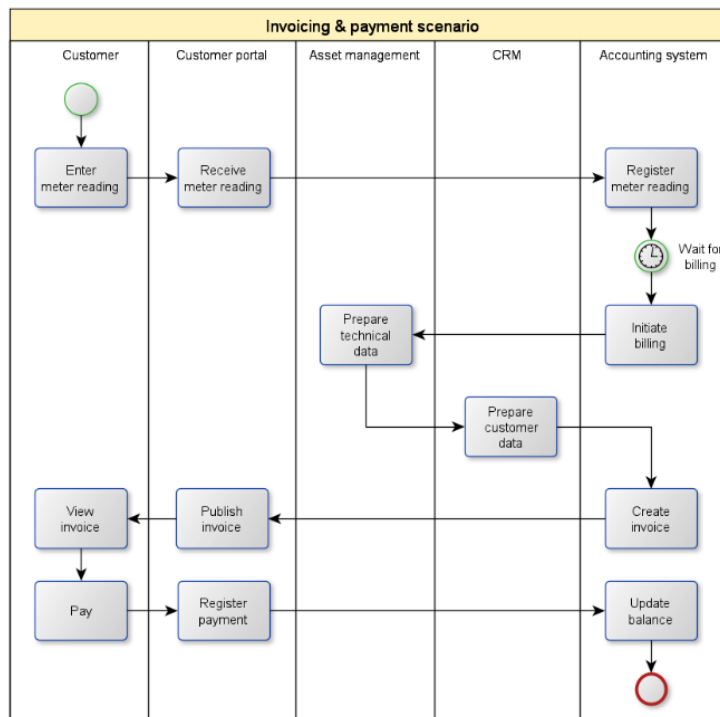 Invoicing & payment scenario
Customer
Customer portal
Asset management
CRM
Accounting system
Enter
meter reading
Receive
meter reading
Register
meter reading
Wait for
billing
Prepare
technical
data
Initiate
billing
Prepare
customer
data
View
invoice
Publish
invoice
Create
invoice
Pay
Register
payment
Update
balance